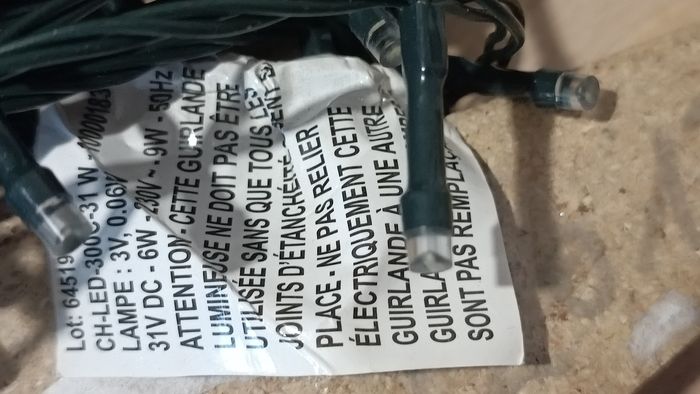 Lot: 64519
CH-LED-300C-31 W - 10000183
LAMPE : 3V, 0.06W
31V DC - 6W - 230V ~ - 9W - 50Hz
ATTENTION - CETTE GUIRLANDE
LUMINEUSE NE DOIT PAS ÊTRE
UTILISÉE SANS QUE TOUS LES
JOINTS D'ÉTANCHÉITÉ SOIENT
PLACE - NE PAS RELIER
ÉLECTRIQUEMENT CETTE
GUIRLANDE À UNE AUTRE
SONT PAS